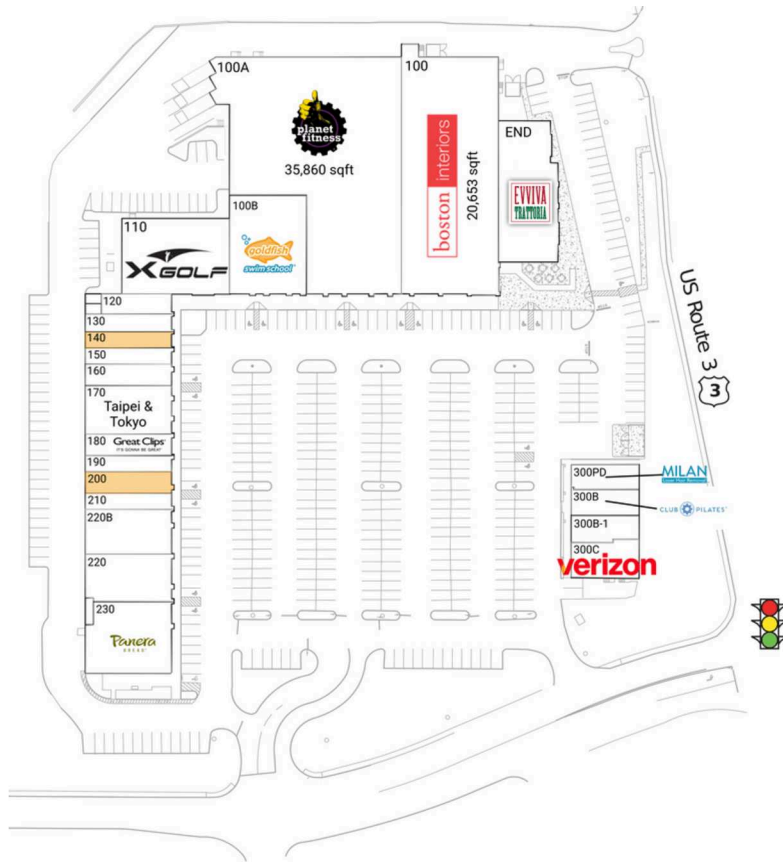 100A
planet
fitness
35,860 sqft
100
boston interiors
20,653 sqft
END
EVVIVA
TRATTORIA
100B
goldfish
swim school
110
XGOLF
120
130
140
150
160
170
Taipei &
Tokyo
180 Great Clips
IT'S GONNA BE GREAT
190
200
210
220B
220
230
Panera
BREAD
US Route 3
3
300PD
MILAN
300B
CLUB PILATES
300B-1
300C
verizon